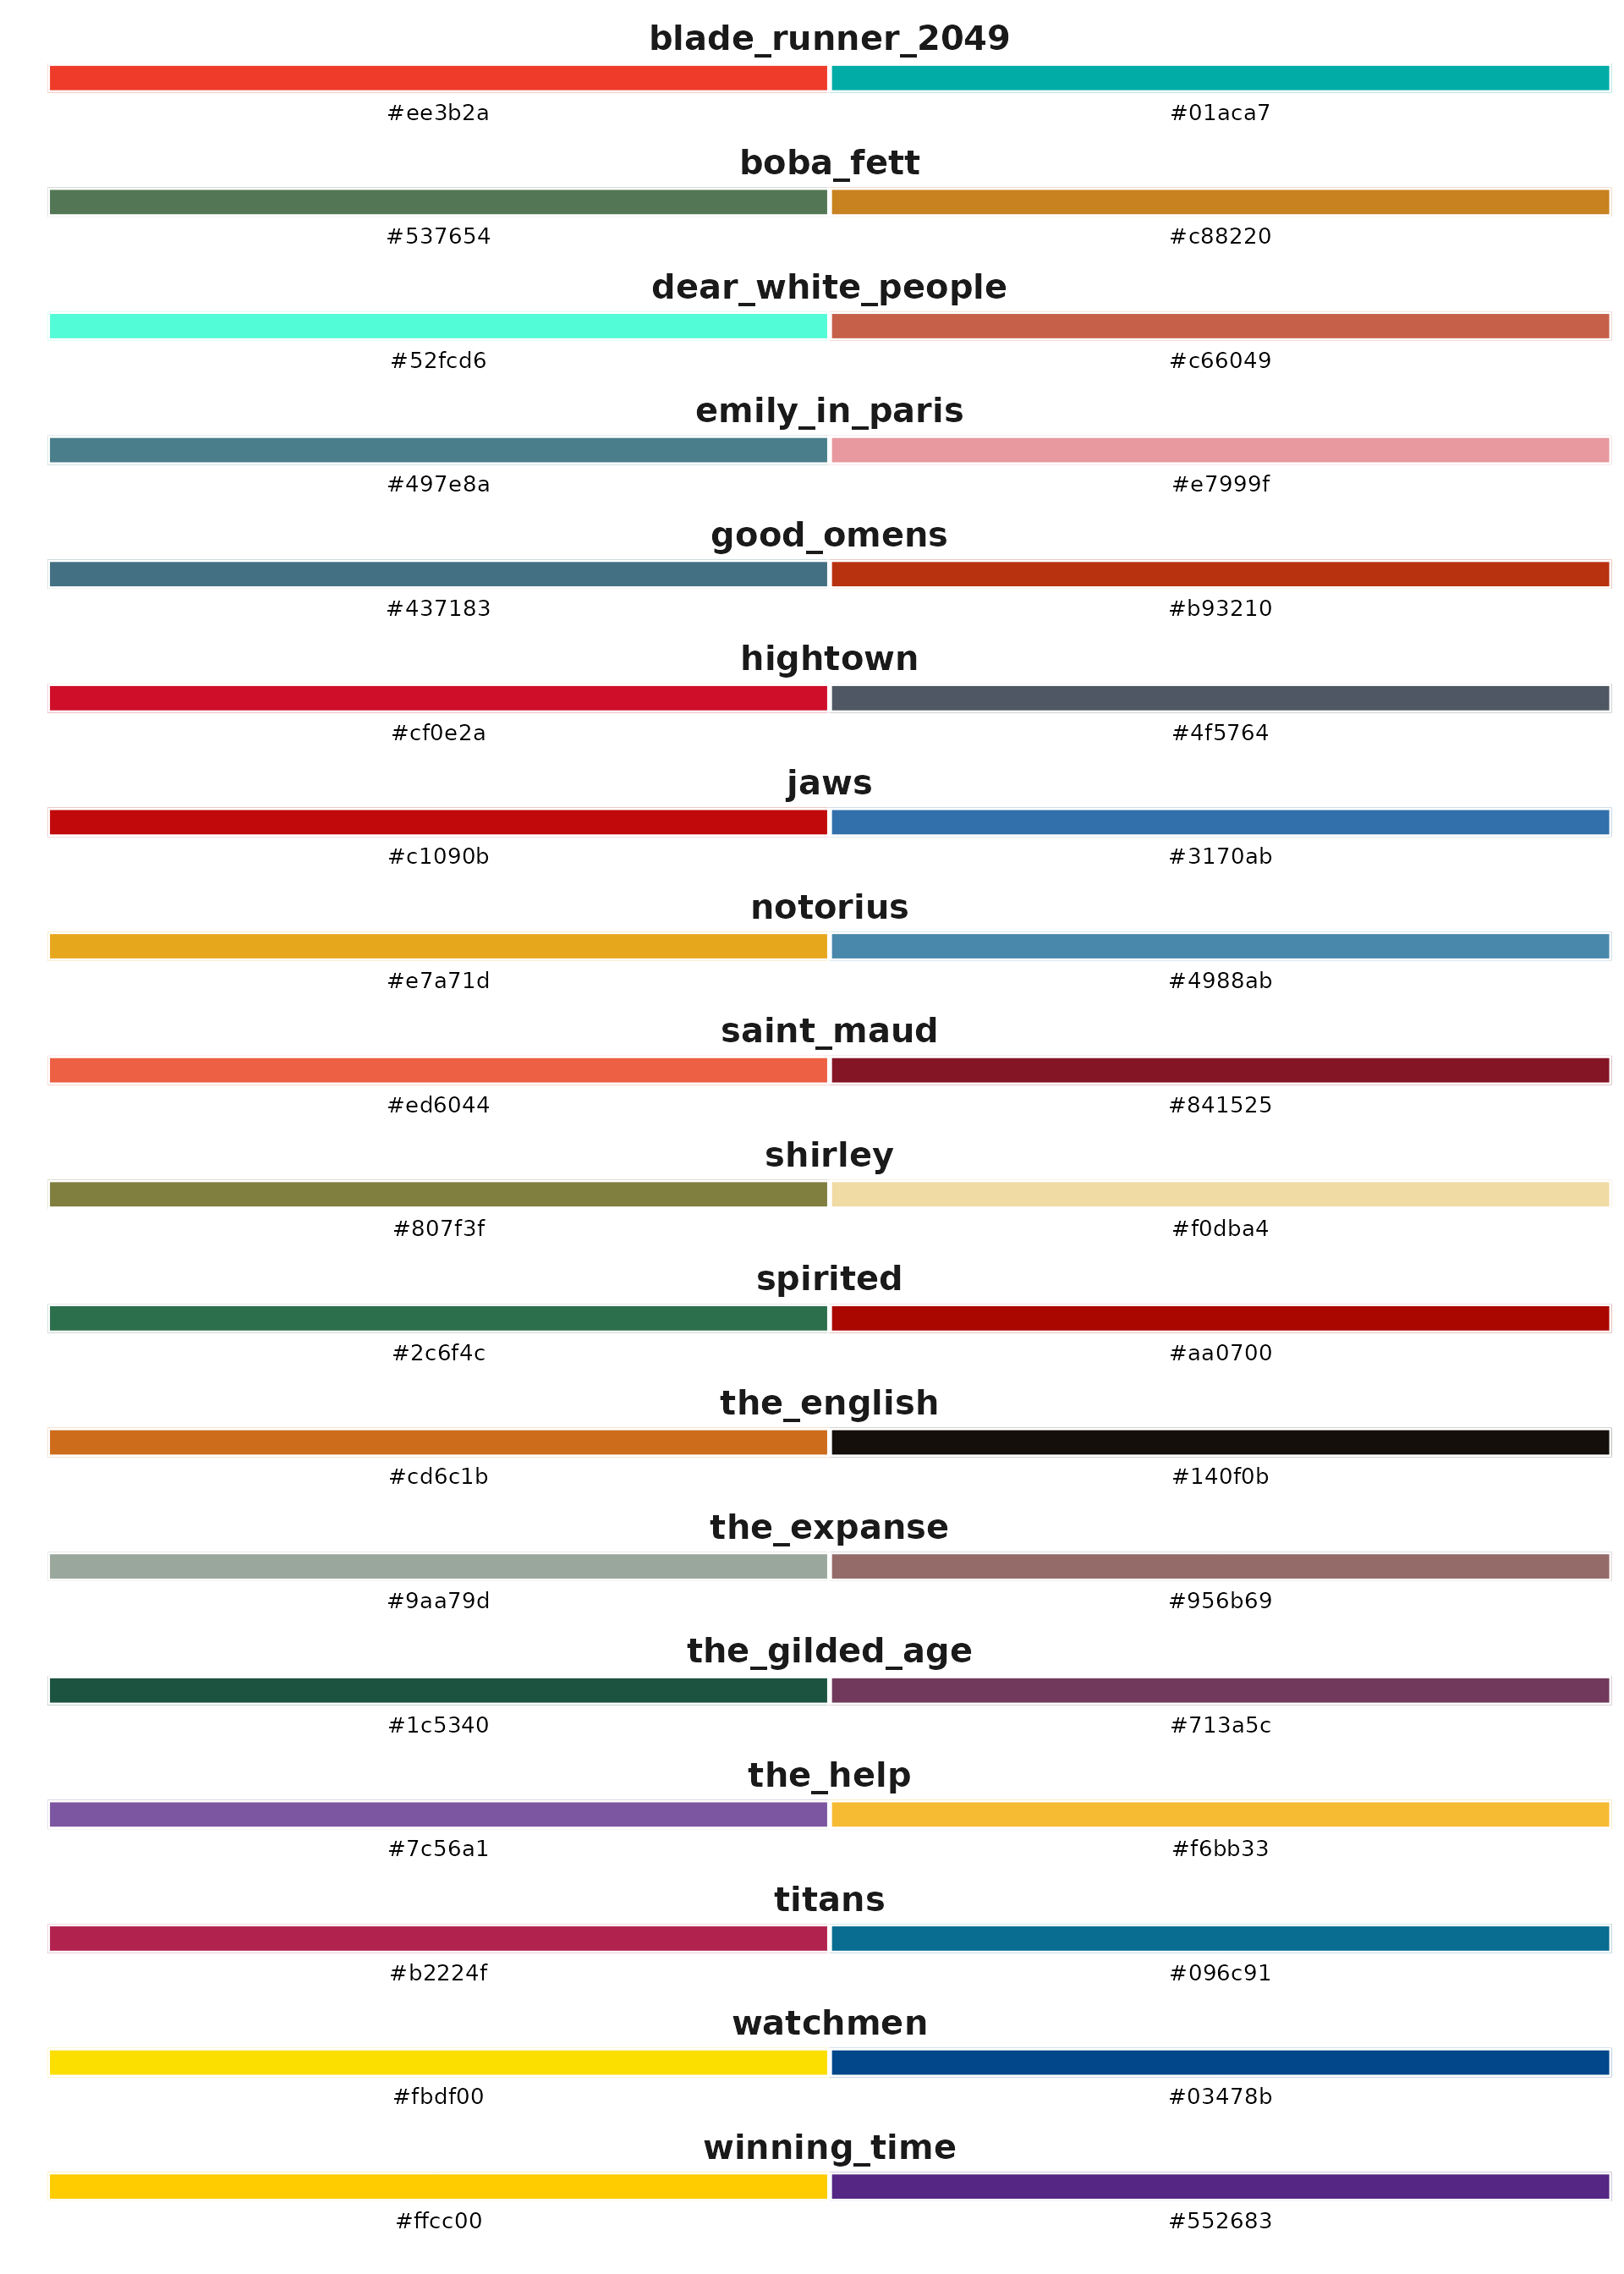 blade_runner_2049
#ee3b2a #01aca7
boba_fett
#537654 #c88220
dear_white_people
#52fcd6 #c66049
emily_in_paris
#497e8a #e7999f
good_omens
#437183 #b93210
hightown
#cf0e2a #4f5764
jaws
#c1090b #3170ab
notorius
#e7a71d #4988ab
saint_maud
#ed6044 #841525
shirley
#807f3f #f0dba4
spirited
#2c6f4c #aa0700
the_english
#cd6c1b #140f0b
the_expanse
#9aa79d #956b69
the_gilded_age
#1c5340 #713a5c
the_help
#7c56a1 #f6bb33
titans
#b2224f #096c91
watchmen
#fbdf00 #03478b
winning_time
#ffcc00 #552683